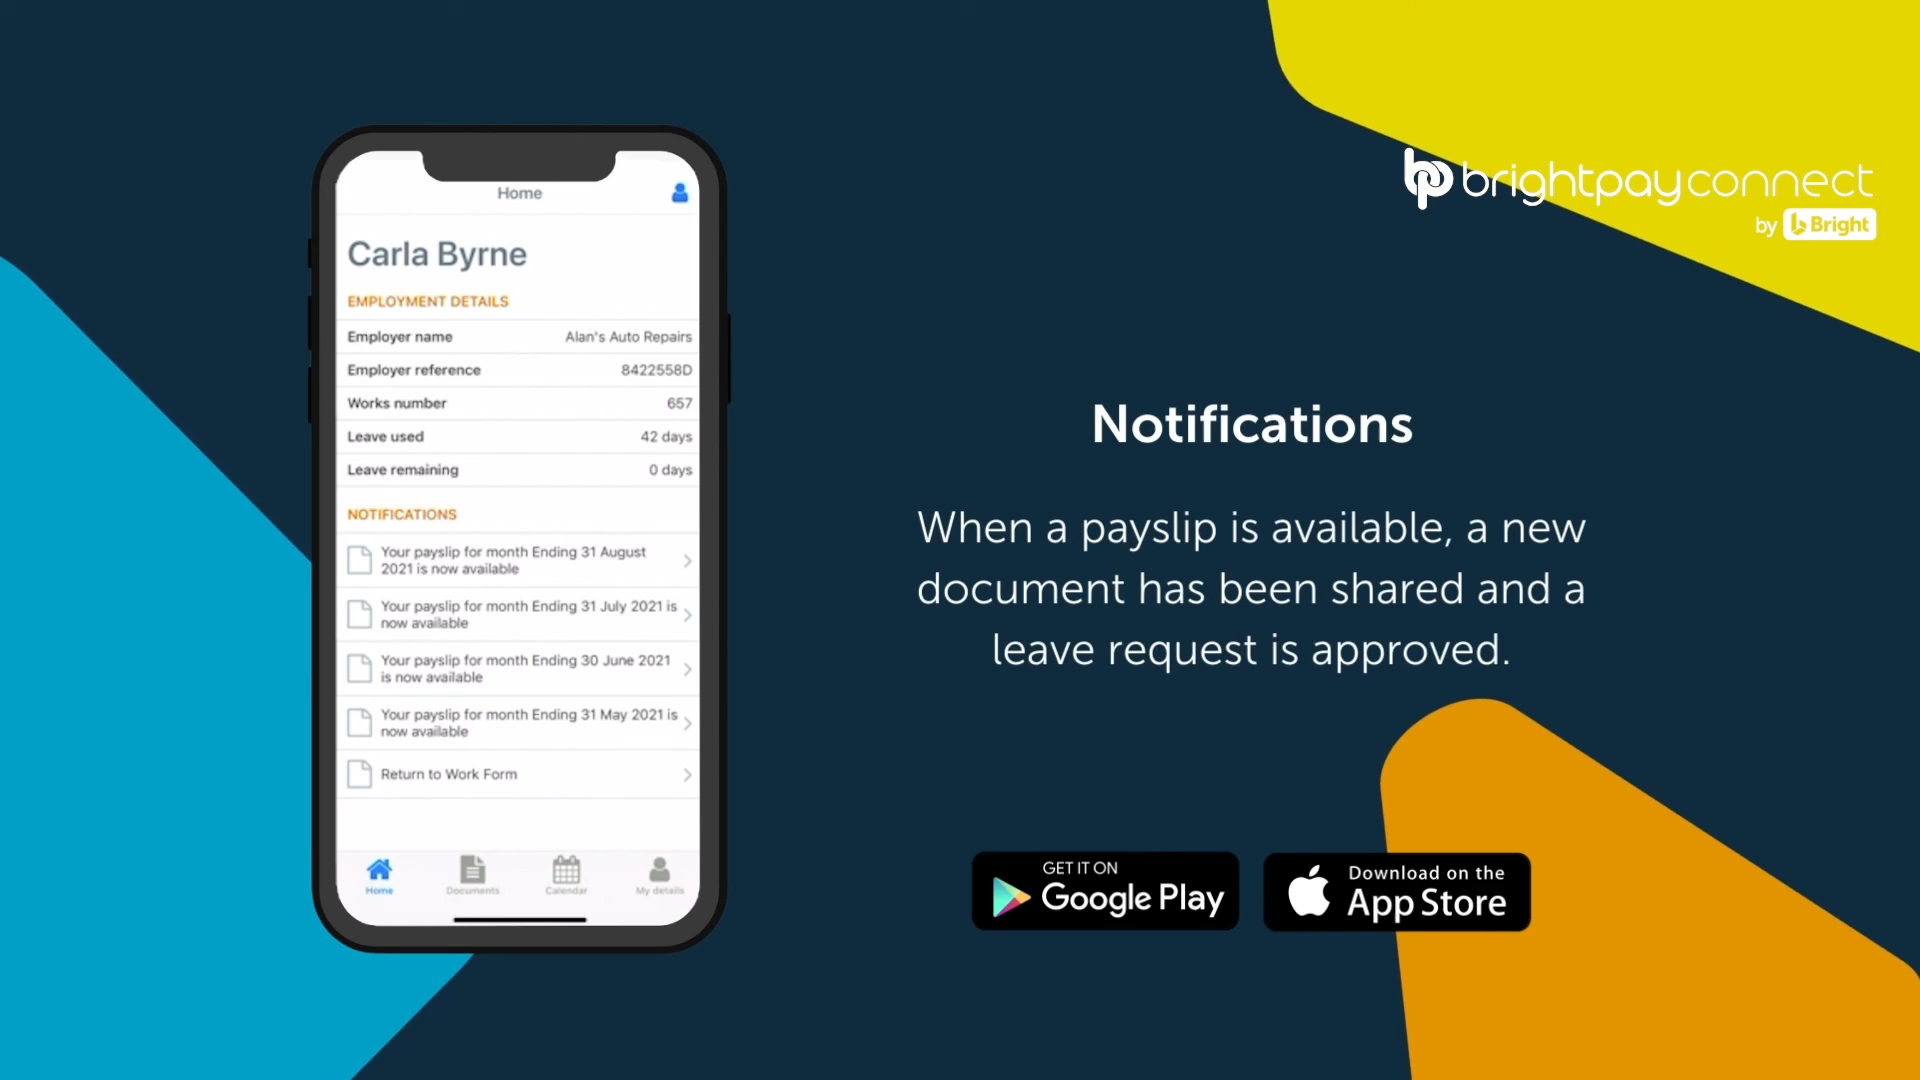 Home
Carla Byrne
EMPLOYMENT DETAILS
Employer name Alan's Auto Repairs
Employer reference 8422558D
Works number 657
Leave used 42 days
Leave remaining 0 days
NOTIFICATIONS
Your payslip for month Ending 31 August
2021 is now available
Your payslip for month Ending 31 July 2021 is
now available
Your payslip for month Ending 30 June 2021
is now available
Your payslip for month Ending 31 May 2021 is
now available
Return to Work Form
Home Documents Calendar My details
brightpayconnect
by Bright
Notifications
When a payslip is available, a new
document has been shared and a
leave request is approved.
GET IT ON
Google Play
Download on the
App Store